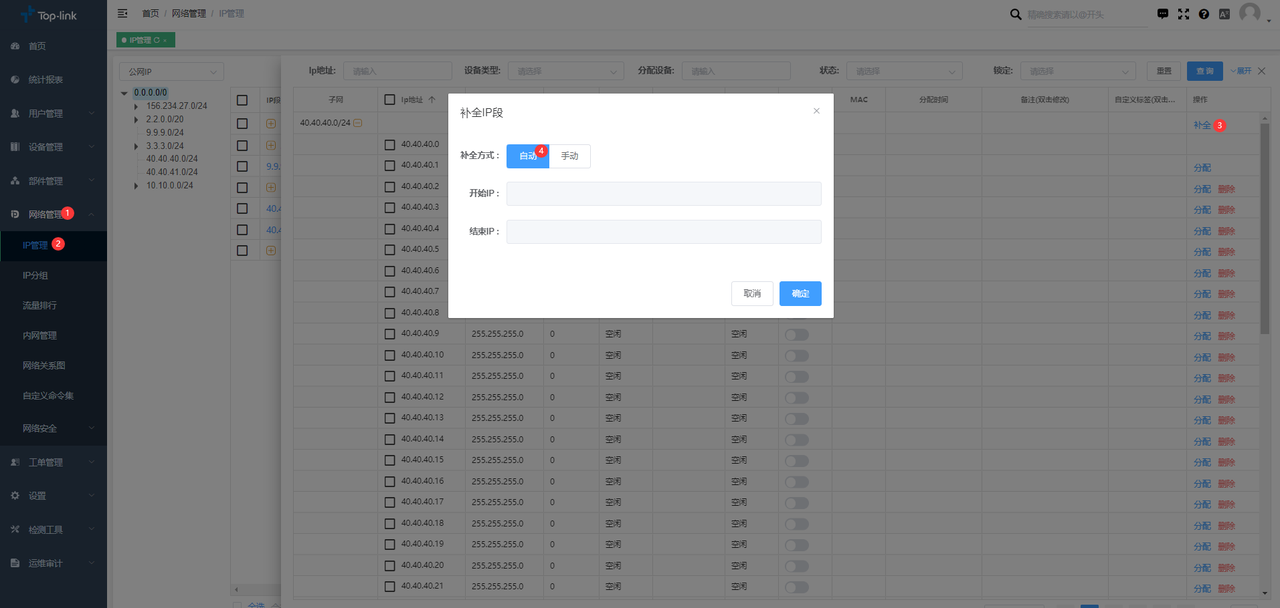 Top-link
首页 / 网络管理 / IP管理
精确搜索请以@开头
首页
统计报表
用户管理
设备管理
部件管理
网络管理 1
IP管理 2
IP分组
流量排行
内网管理
网络关系图
自定义命令集
网络安全
工单管理
设置
检测工具
运维审计
IP管理
公网IP
0.0.0.0/0
156.234.27.0/24
2.2.0.0/20
9.9.9.0/24
3.3.3.0/24
40.40.40.0/24
40.40.41.0/24
10.10.0.0/24
IP段
9.9.
40.4
40.4
Ip地址: 请输入 设备类型: 请选择 分配设备: 请输入 状态: 请选择 锁定: 请选择 重置 查询 展开
子网 Ip地址 MAC 分配时间 备注(双击修改) 自定义标签(双击... 操作
40.40.40.0/24 补全 3
40.40.40.0
40.40.40.1 分配
40.40.40.2 分配 删除
40.40.40.3 分配 删除
40.40.40.4 分配 删除
40.40.40.5 分配 删除
40.40.40.6 分配 删除
40.40.40.7 分配 删除
40.40.40.8 分配 删除
40.40.40.9 255.255.255.0 0 空闲 空闲 分配 删除
40.40.40.10 255.255.255.0 0 空闲 空闲 分配 删除
40.40.40.11 255.255.255.0 0 空闲 空闲 分配 删除
40.40.40.12 255.255.255.0 0 空闲 空闲 分配 删除
40.40.40.13 255.255.255.0 0 空闲 空闲 分配 删除
40.40.40.14 255.255.255.0 0 空闲 空闲 分配 删除
40.40.40.15 255.255.255.0 0 空闲 空闲 分配 删除
40.40.40.16 255.255.255.0 0 空闲 空闲 分配 删除
40.40.40.17 255.255.255.0 0 空闲 空闲 分配 删除
40.40.40.18 255.255.255.0 0 空闲 空闲 分配 删除
40.40.40.19 255.255.255.0 0 空闲 空闲 分配 删除
40.40.40.20 255.255.255.0 0 空闲 空闲 分配 删除
40.40.40.21 255.255.255.0 0 空闲 空闲 分配 删除
补全IP段
补全方式： 自动 4 手动
开始IP：
结束IP：
取消 确定